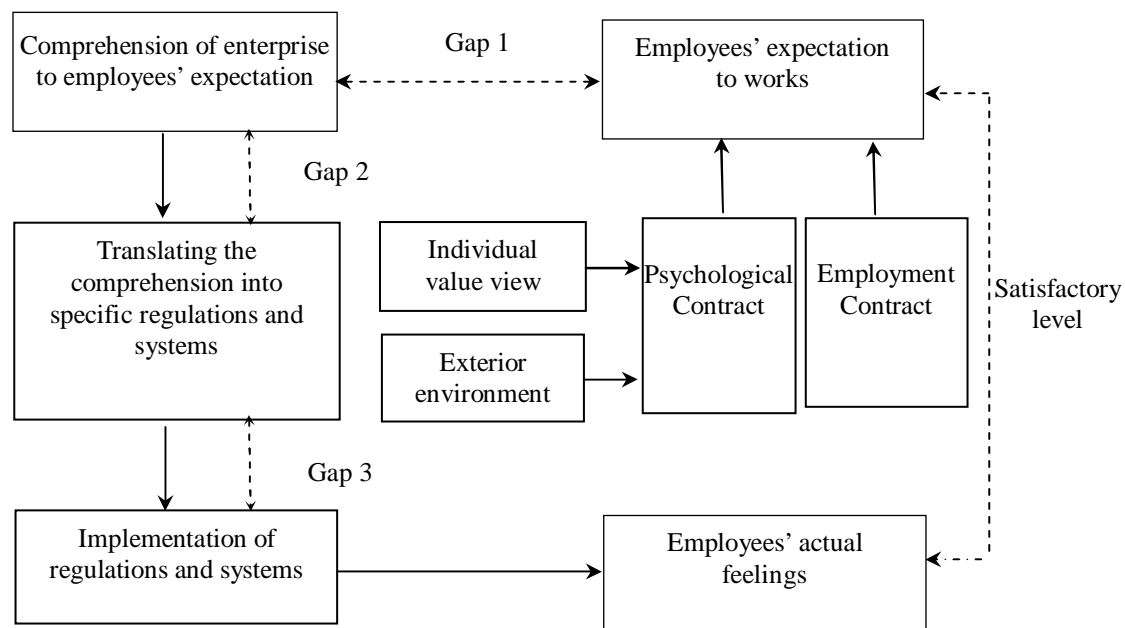 Comprehension of enterprise
to employees’ expectation
Gap 1
Employees’ expectation
to works
Gap 2
Translating the
comprehension into
specific regulations and
systems
Individual
value view
Exterior
environment
Psychological
Contract
Employment
Contract
Satisfactory
level
Gap 3
Implementation of
regulations and systems
Employees’ actual
feelings